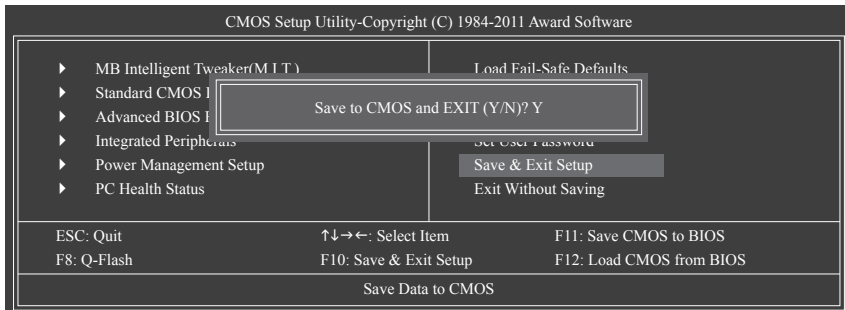 CMOS Setup Utility-Copyright (C) 1984-2011 Award Software
MB Intelligent Tweaker(M.I.T.)
Standard CMOS
Advanced BIOS
Integrated Peripherals
Power Management Setup
PC Health Status
Load Fail-Safe Defaults
Set User Password
Save & Exit Setup
Exit Without Saving
Save to CMOS and EXIT (Y/N)? Y
ESC: Quit
↑↓→←: Select Item
F11: Save CMOS to BIOS
F8: Q-Flash
F10: Save & Exit Setup
F12: Load CMOS from BIOS
Save Data to CMOS